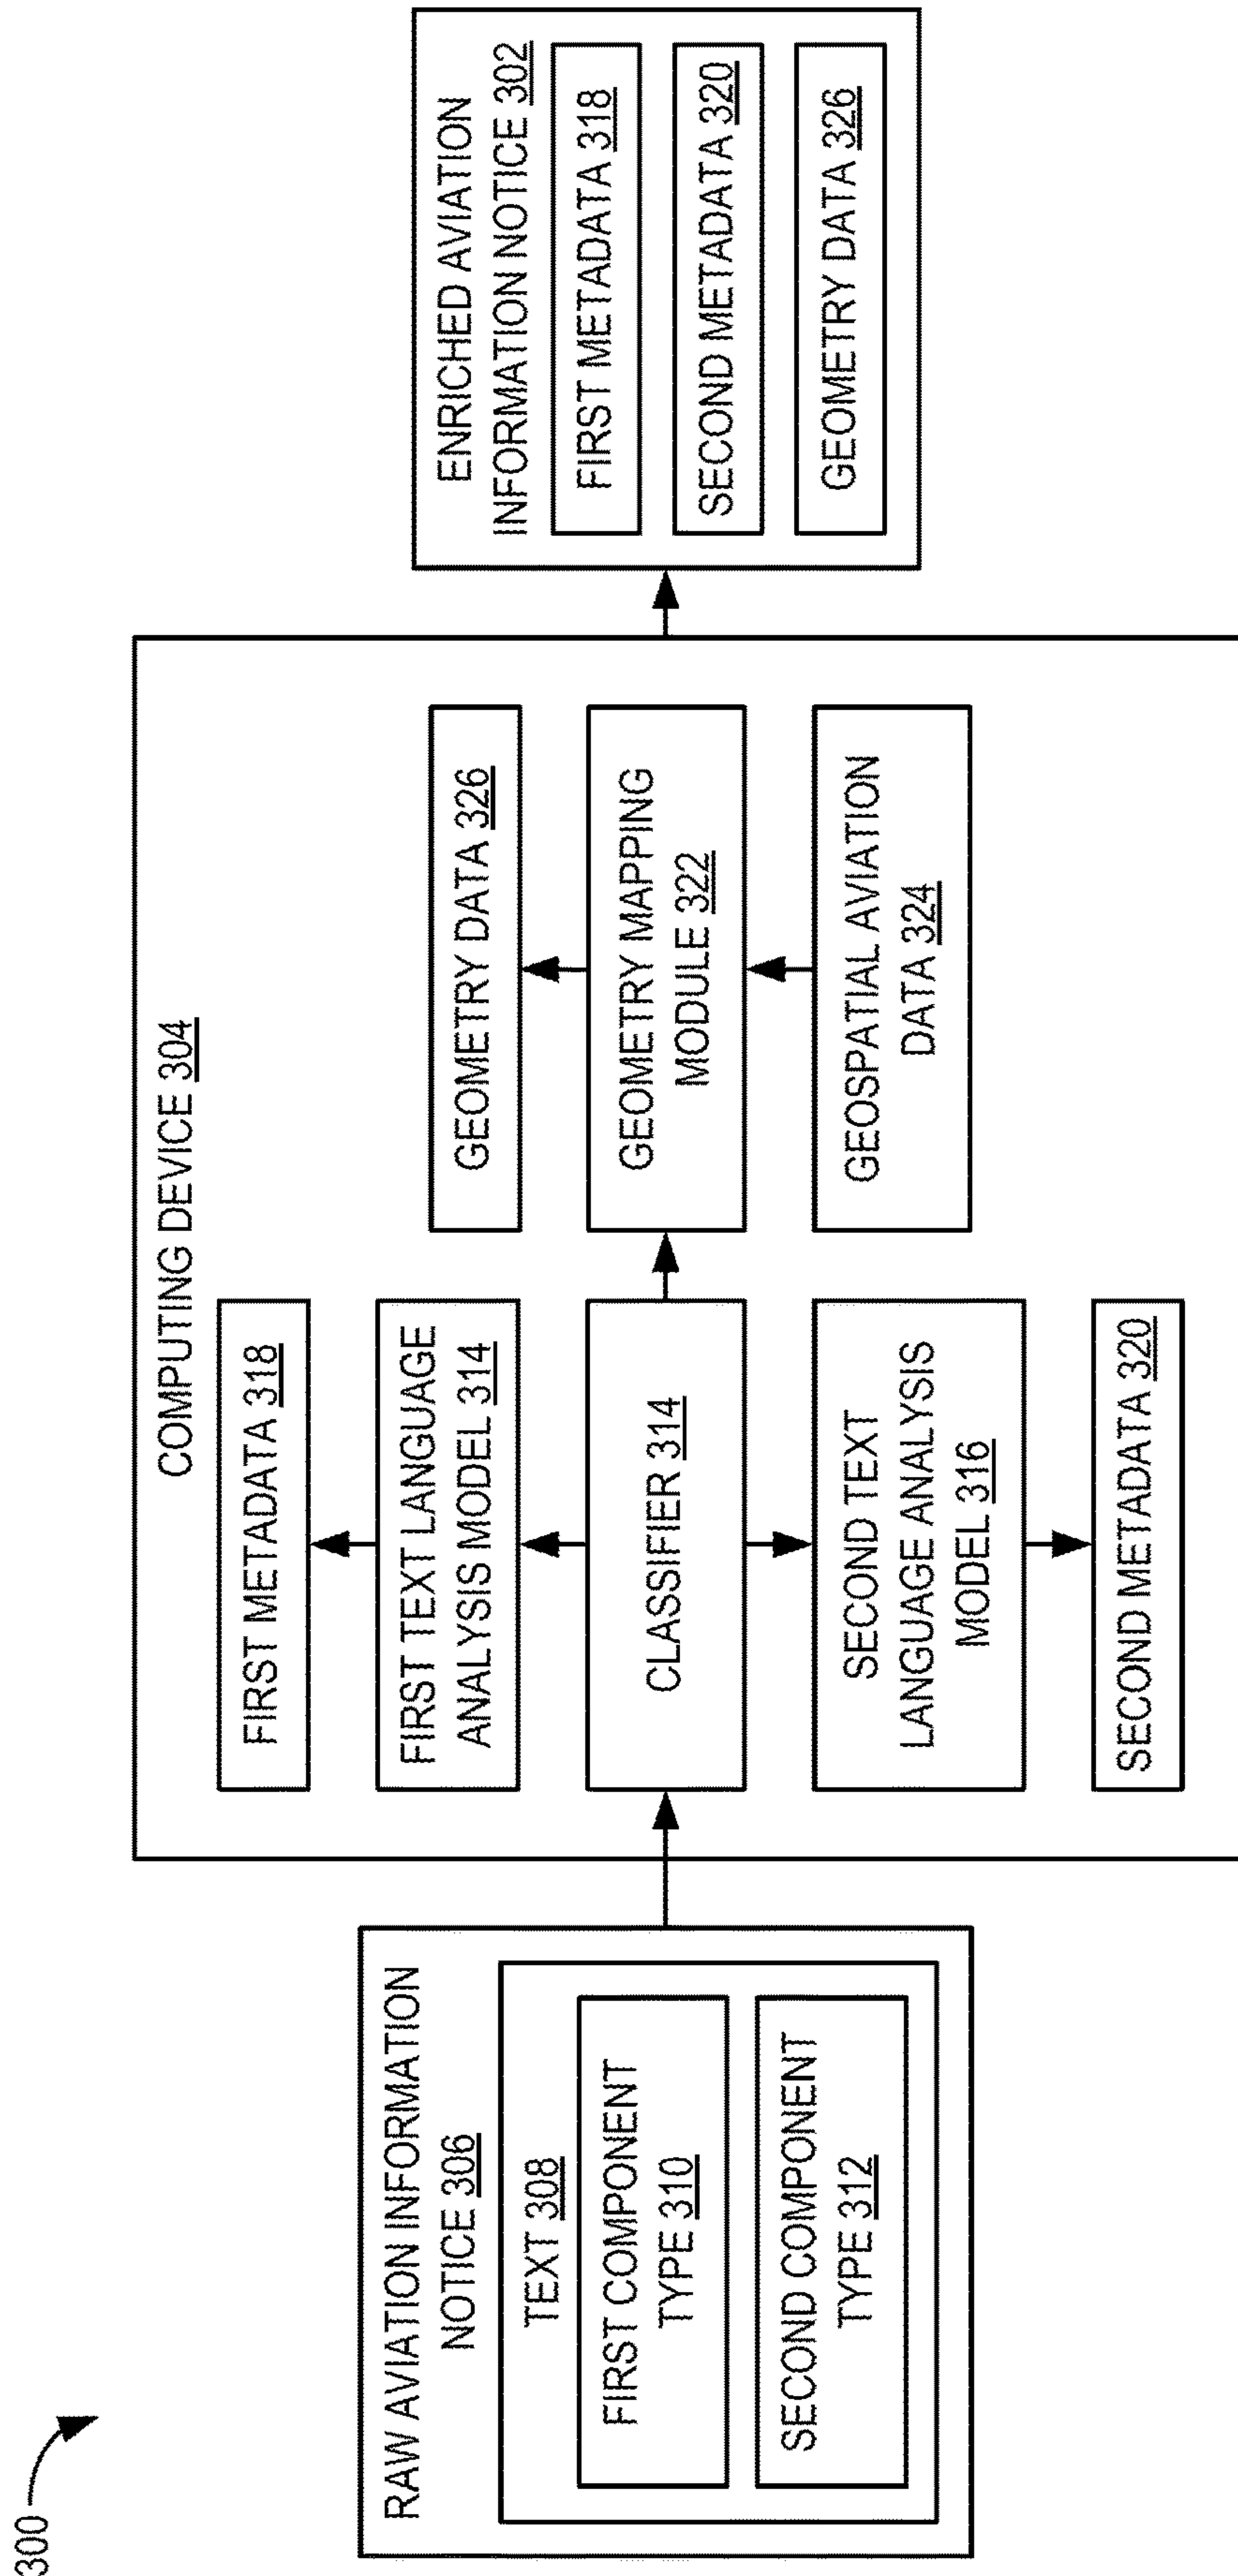 300
RAW AVIATION INFORMATION
NOTICE 306
TEXT 308
FIRST COMPONENT
TYPE 310
SECOND COMPONENT
TYPE 312
COMPUTING DEVICE 304
FIRST METADATA 318
FIRST TEXT LANGUAGE
ANALYSIS MODEL 314
CLASSIFIER 314
SECOND TEXT
LANGUAGE ANALYSIS
MODEL 316
SECOND METADATA 320
GEOMETRY DATA 326
GEOMETRY MAPPING
MODULE 322
GEOSPATIAL AVIATION
DATA 324
ENRICHED AVIATION
INFORMATION NOTICE 302
FIRST METADATA 318
SECOND METADATA 320
GEOMETRY DATA 326